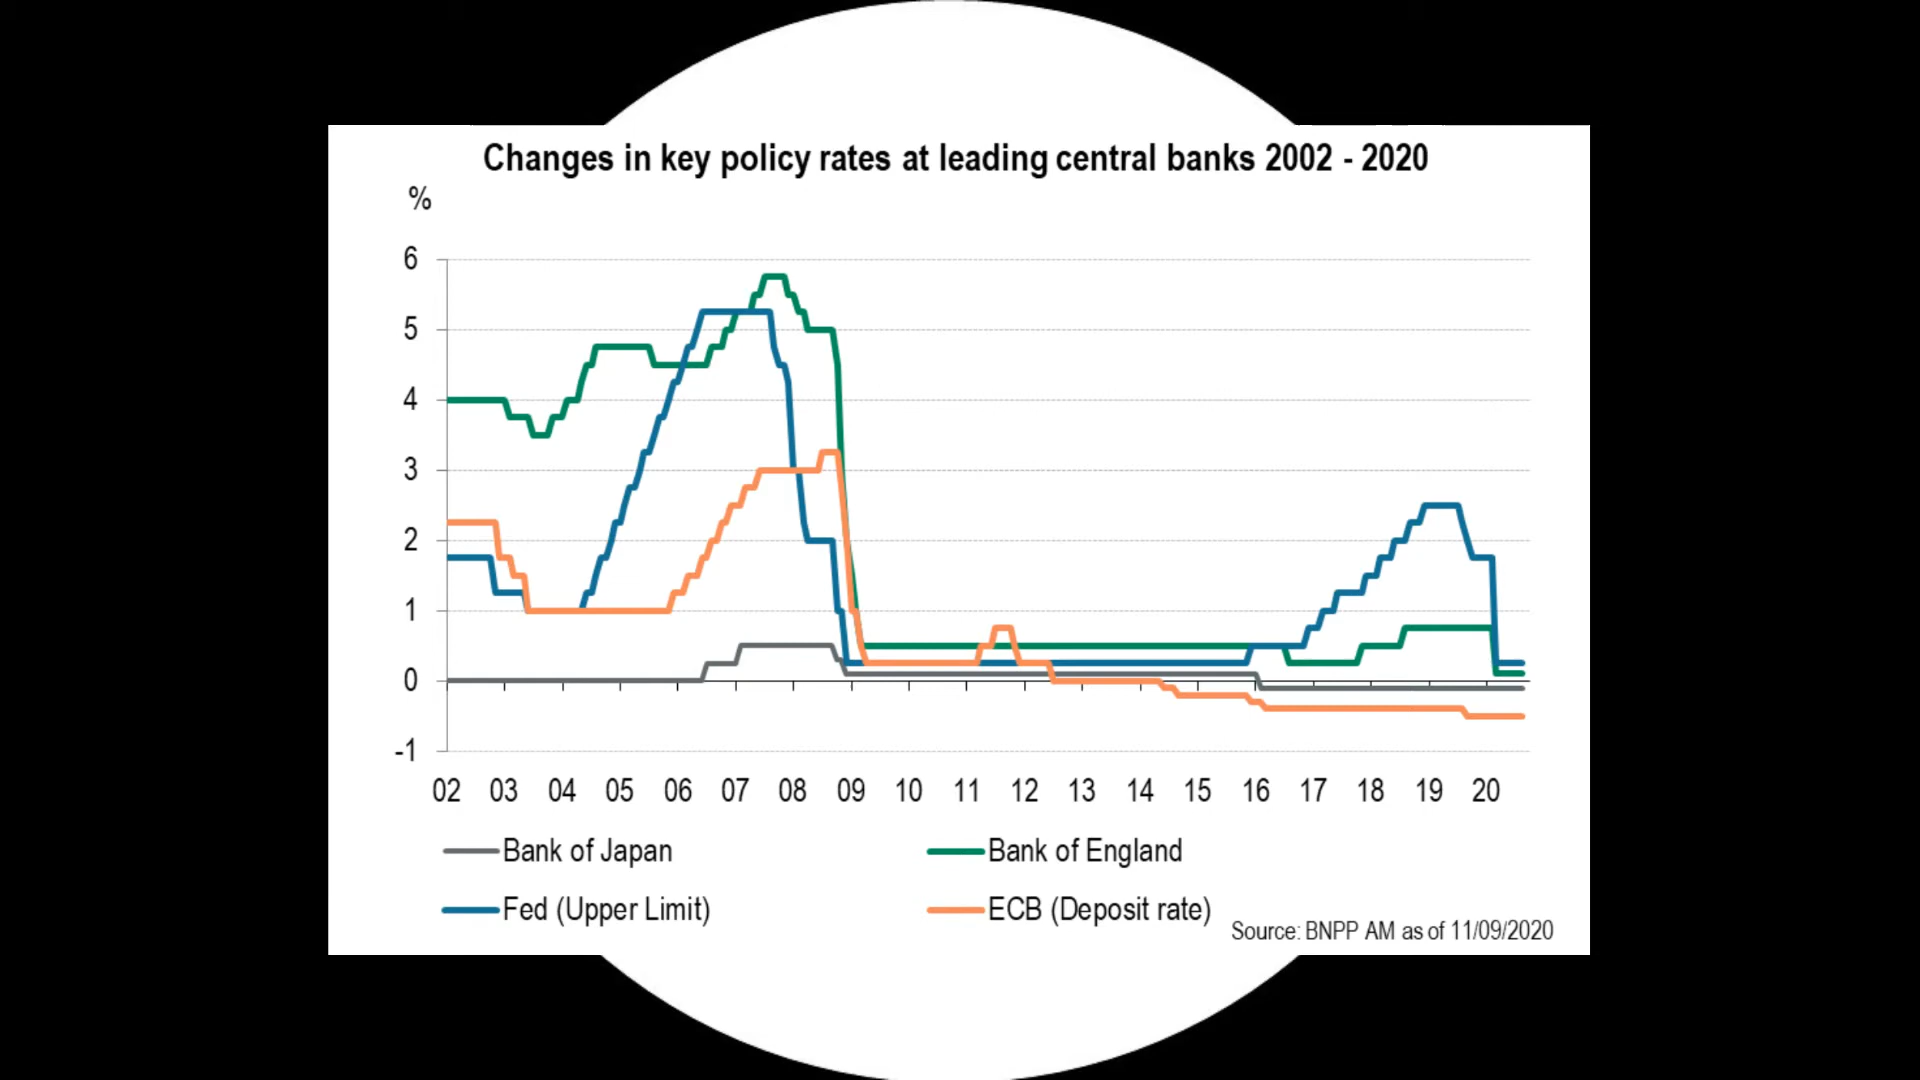 Changes in key policy rates at leading central banks 2002 - 2020
%
6
5
4
3
2
1
0
-1
02 03 04 05 06 07 08 09 10 11 12 13 14 15 16 17 18 19 20
Bank of Japan Bank of England
Fed (Upper Limit) ECB (Deposit rate)
Source: BNPP AM as of 11/09/2020